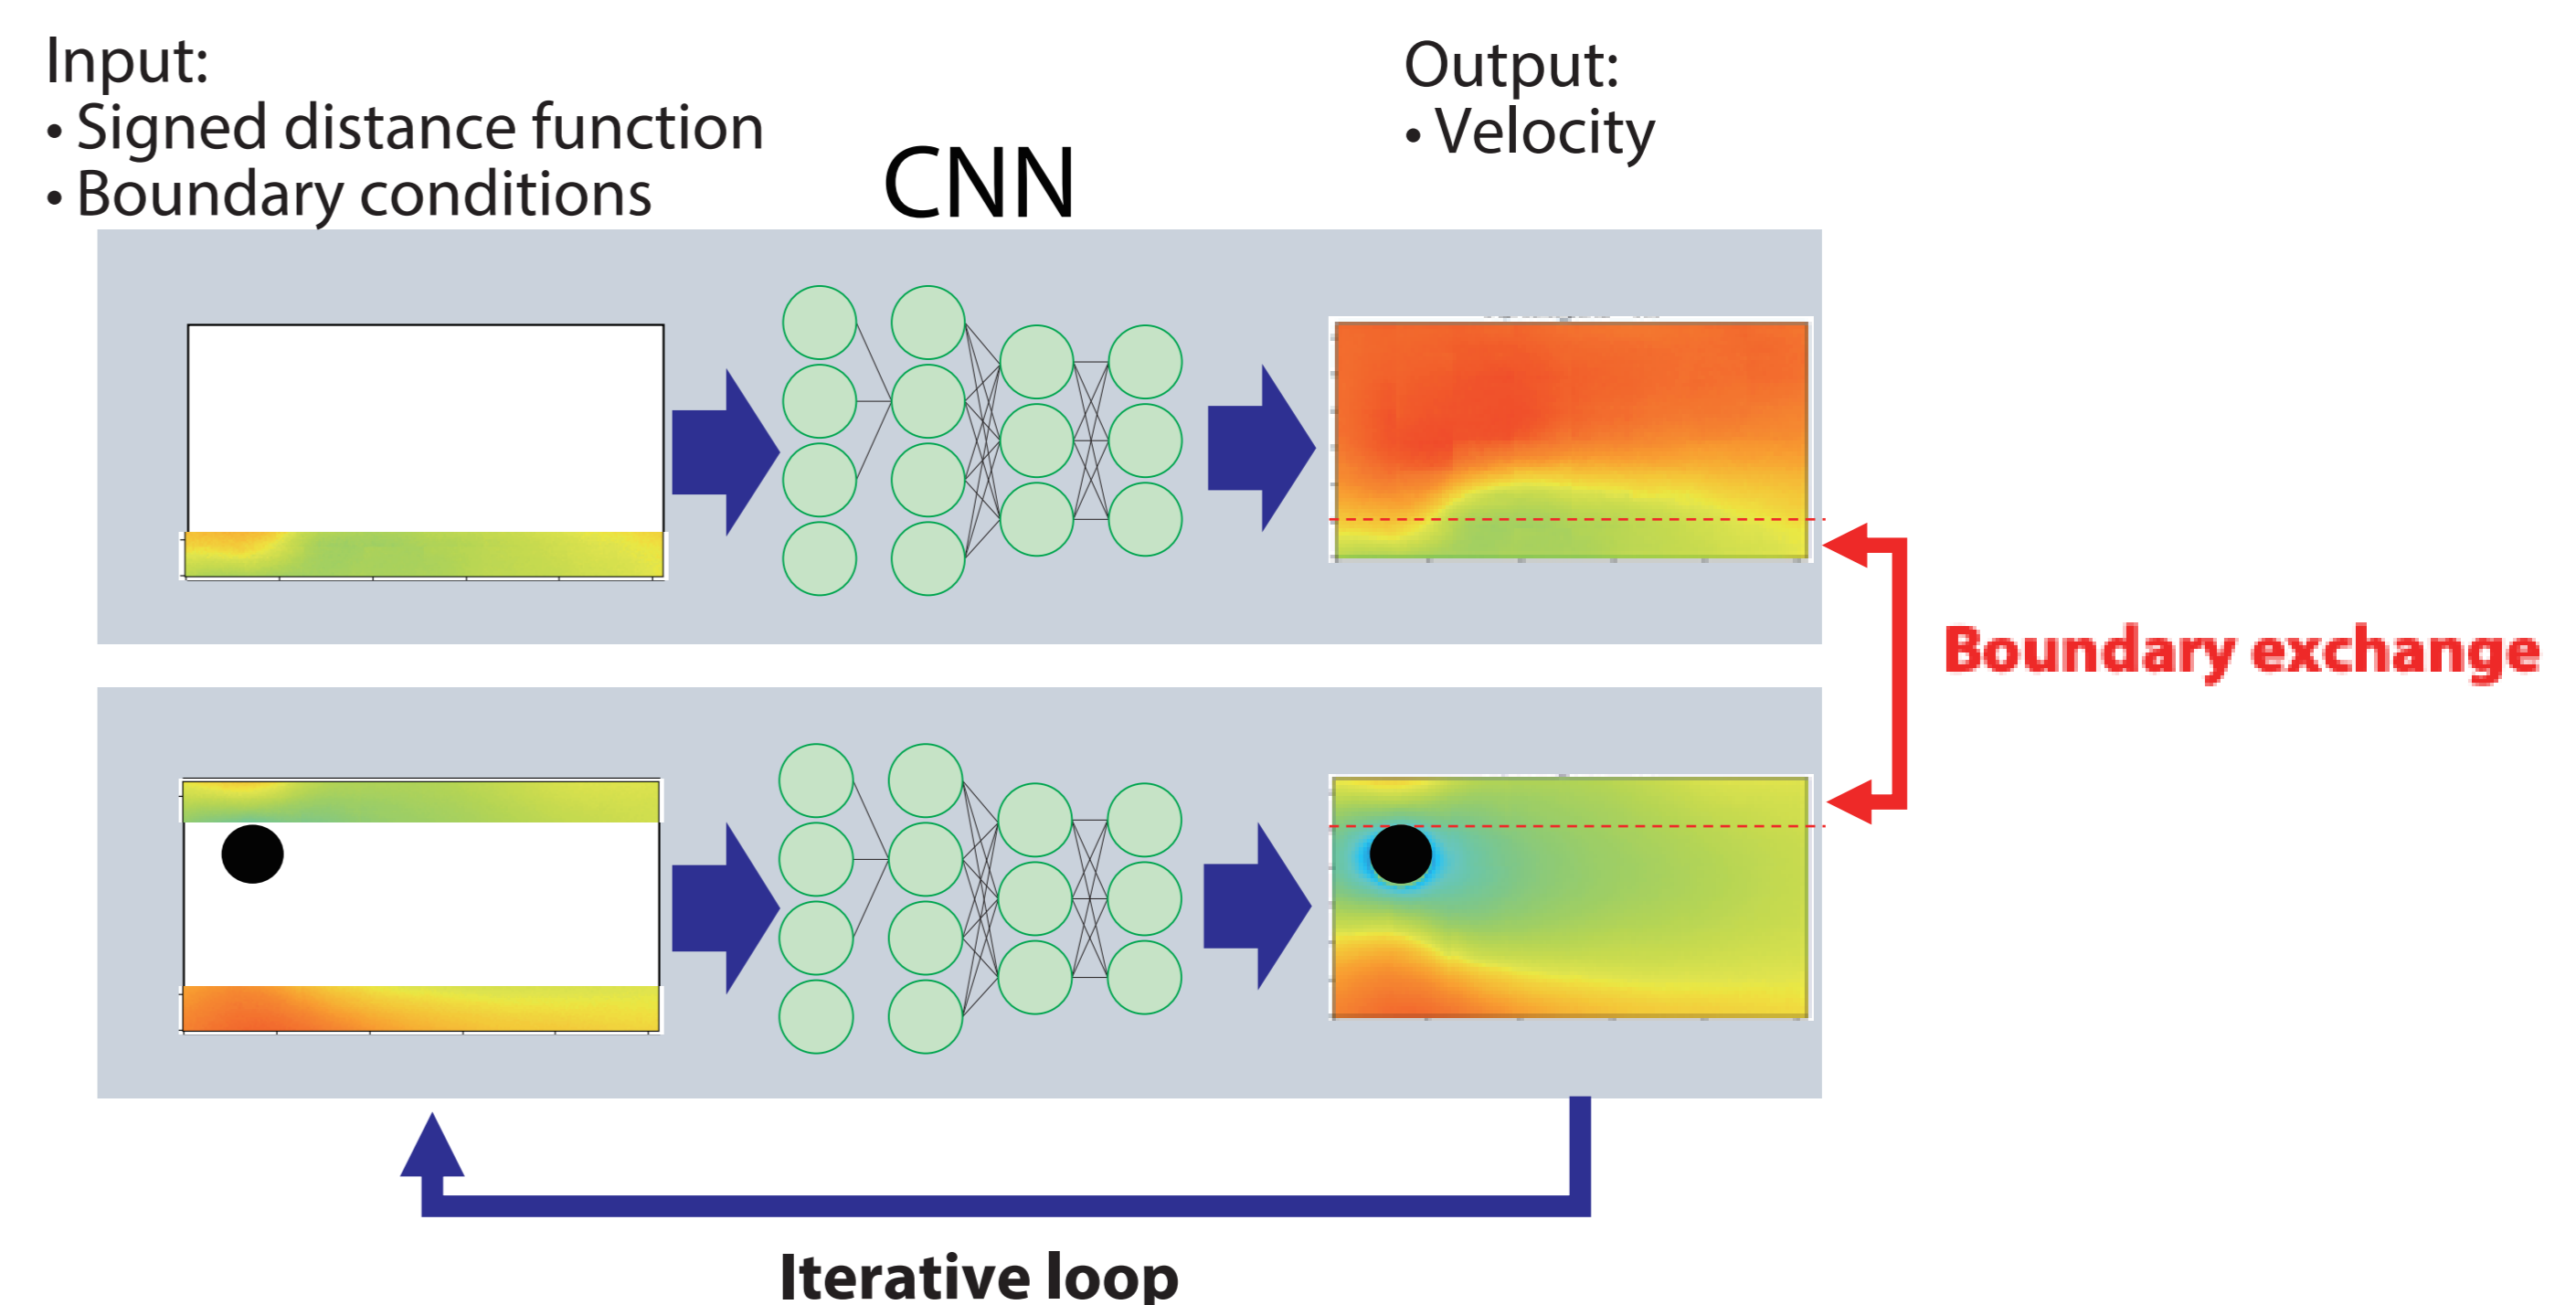 Input:
• Signed distance function
• Boundary conditions
CNN
Output:
• Velocity
Boundary exchange
Iterative loop